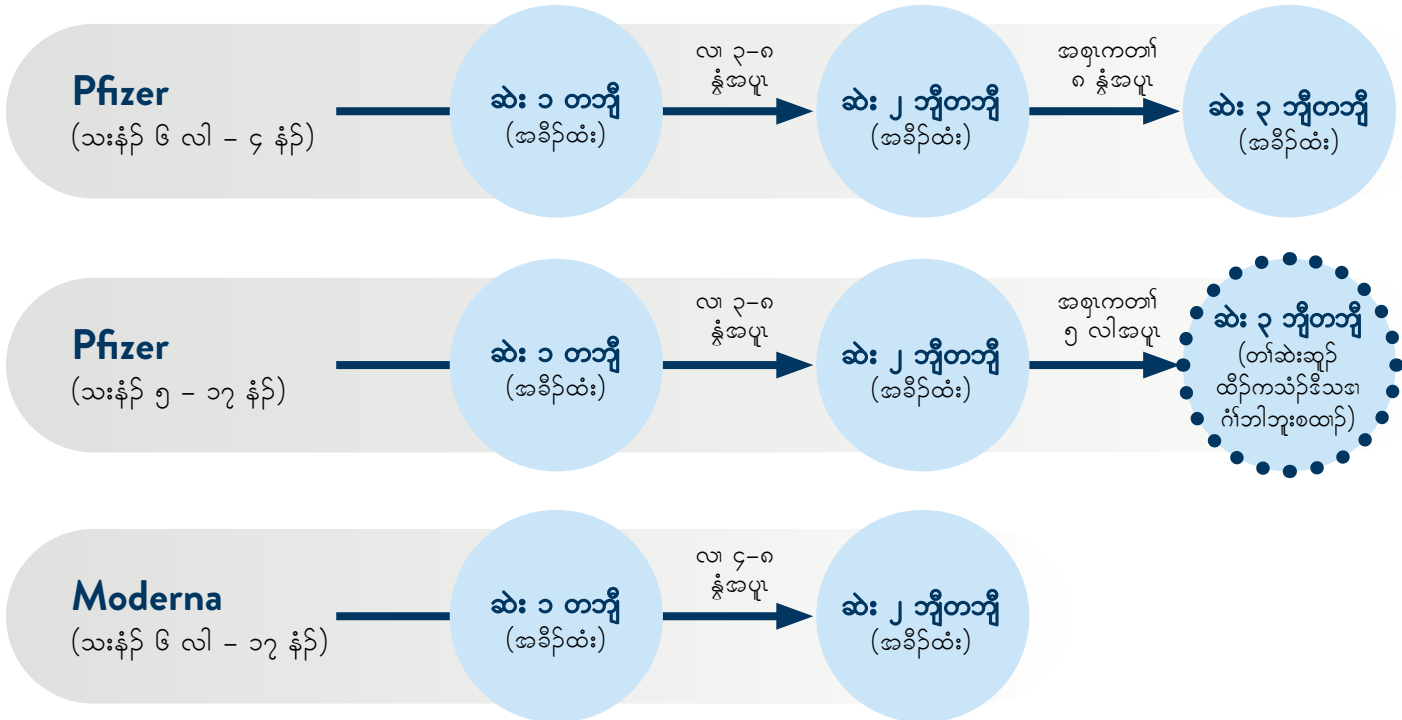 Pfizer
(သးနံၣ် ၆ လါ – ၄ နံၣ်)
ဆဲး ၁ တဘျီ
(အခီၣ်ထံး)
လၢ ၃–၈
နွံအပူၤ
ဆဲး ၂ ဘျီတဘျီ
(အခီၣ်ထံး)
အစှၤကတၢၢ်
၈ နွံအပူၤ
ဆဲး ၃ ဘျီတဘျီ
(အခီၣ်ထံး)
Pfizer
(သးနံၣ် ၅ – ၁၇ နံၣ်)
ဆဲး ၁ တဘျီ
(အခီၣ်ထံး)
လၢ ၃–၈
နွံအပူၤ
ဆဲး ၂ ဘျီတဘျီ
(အခီၣ်ထံး)
အစှၤကတၢၢ်
၅ လါအပူၤ
ဆဲး ၃ ဘျီတဘျီ
(တၢ်ဆဲးဆူၣ်
ထီၣ်ကသံၣ်ဒီသဒၢ
ဂံၢ်ဘါဘူးစထၢၣ်)
Moderna
(သးနံၣ် ၆ လါ – ၁၇ နံၣ်)
ဆဲး ၁ တဘျီ
(အခီၣ်ထံး)
လၢ ၄–၈
နွံအပူၤ
ဆဲး ၂ ဘျီတဘျီ
(အခီၣ်ထံး)